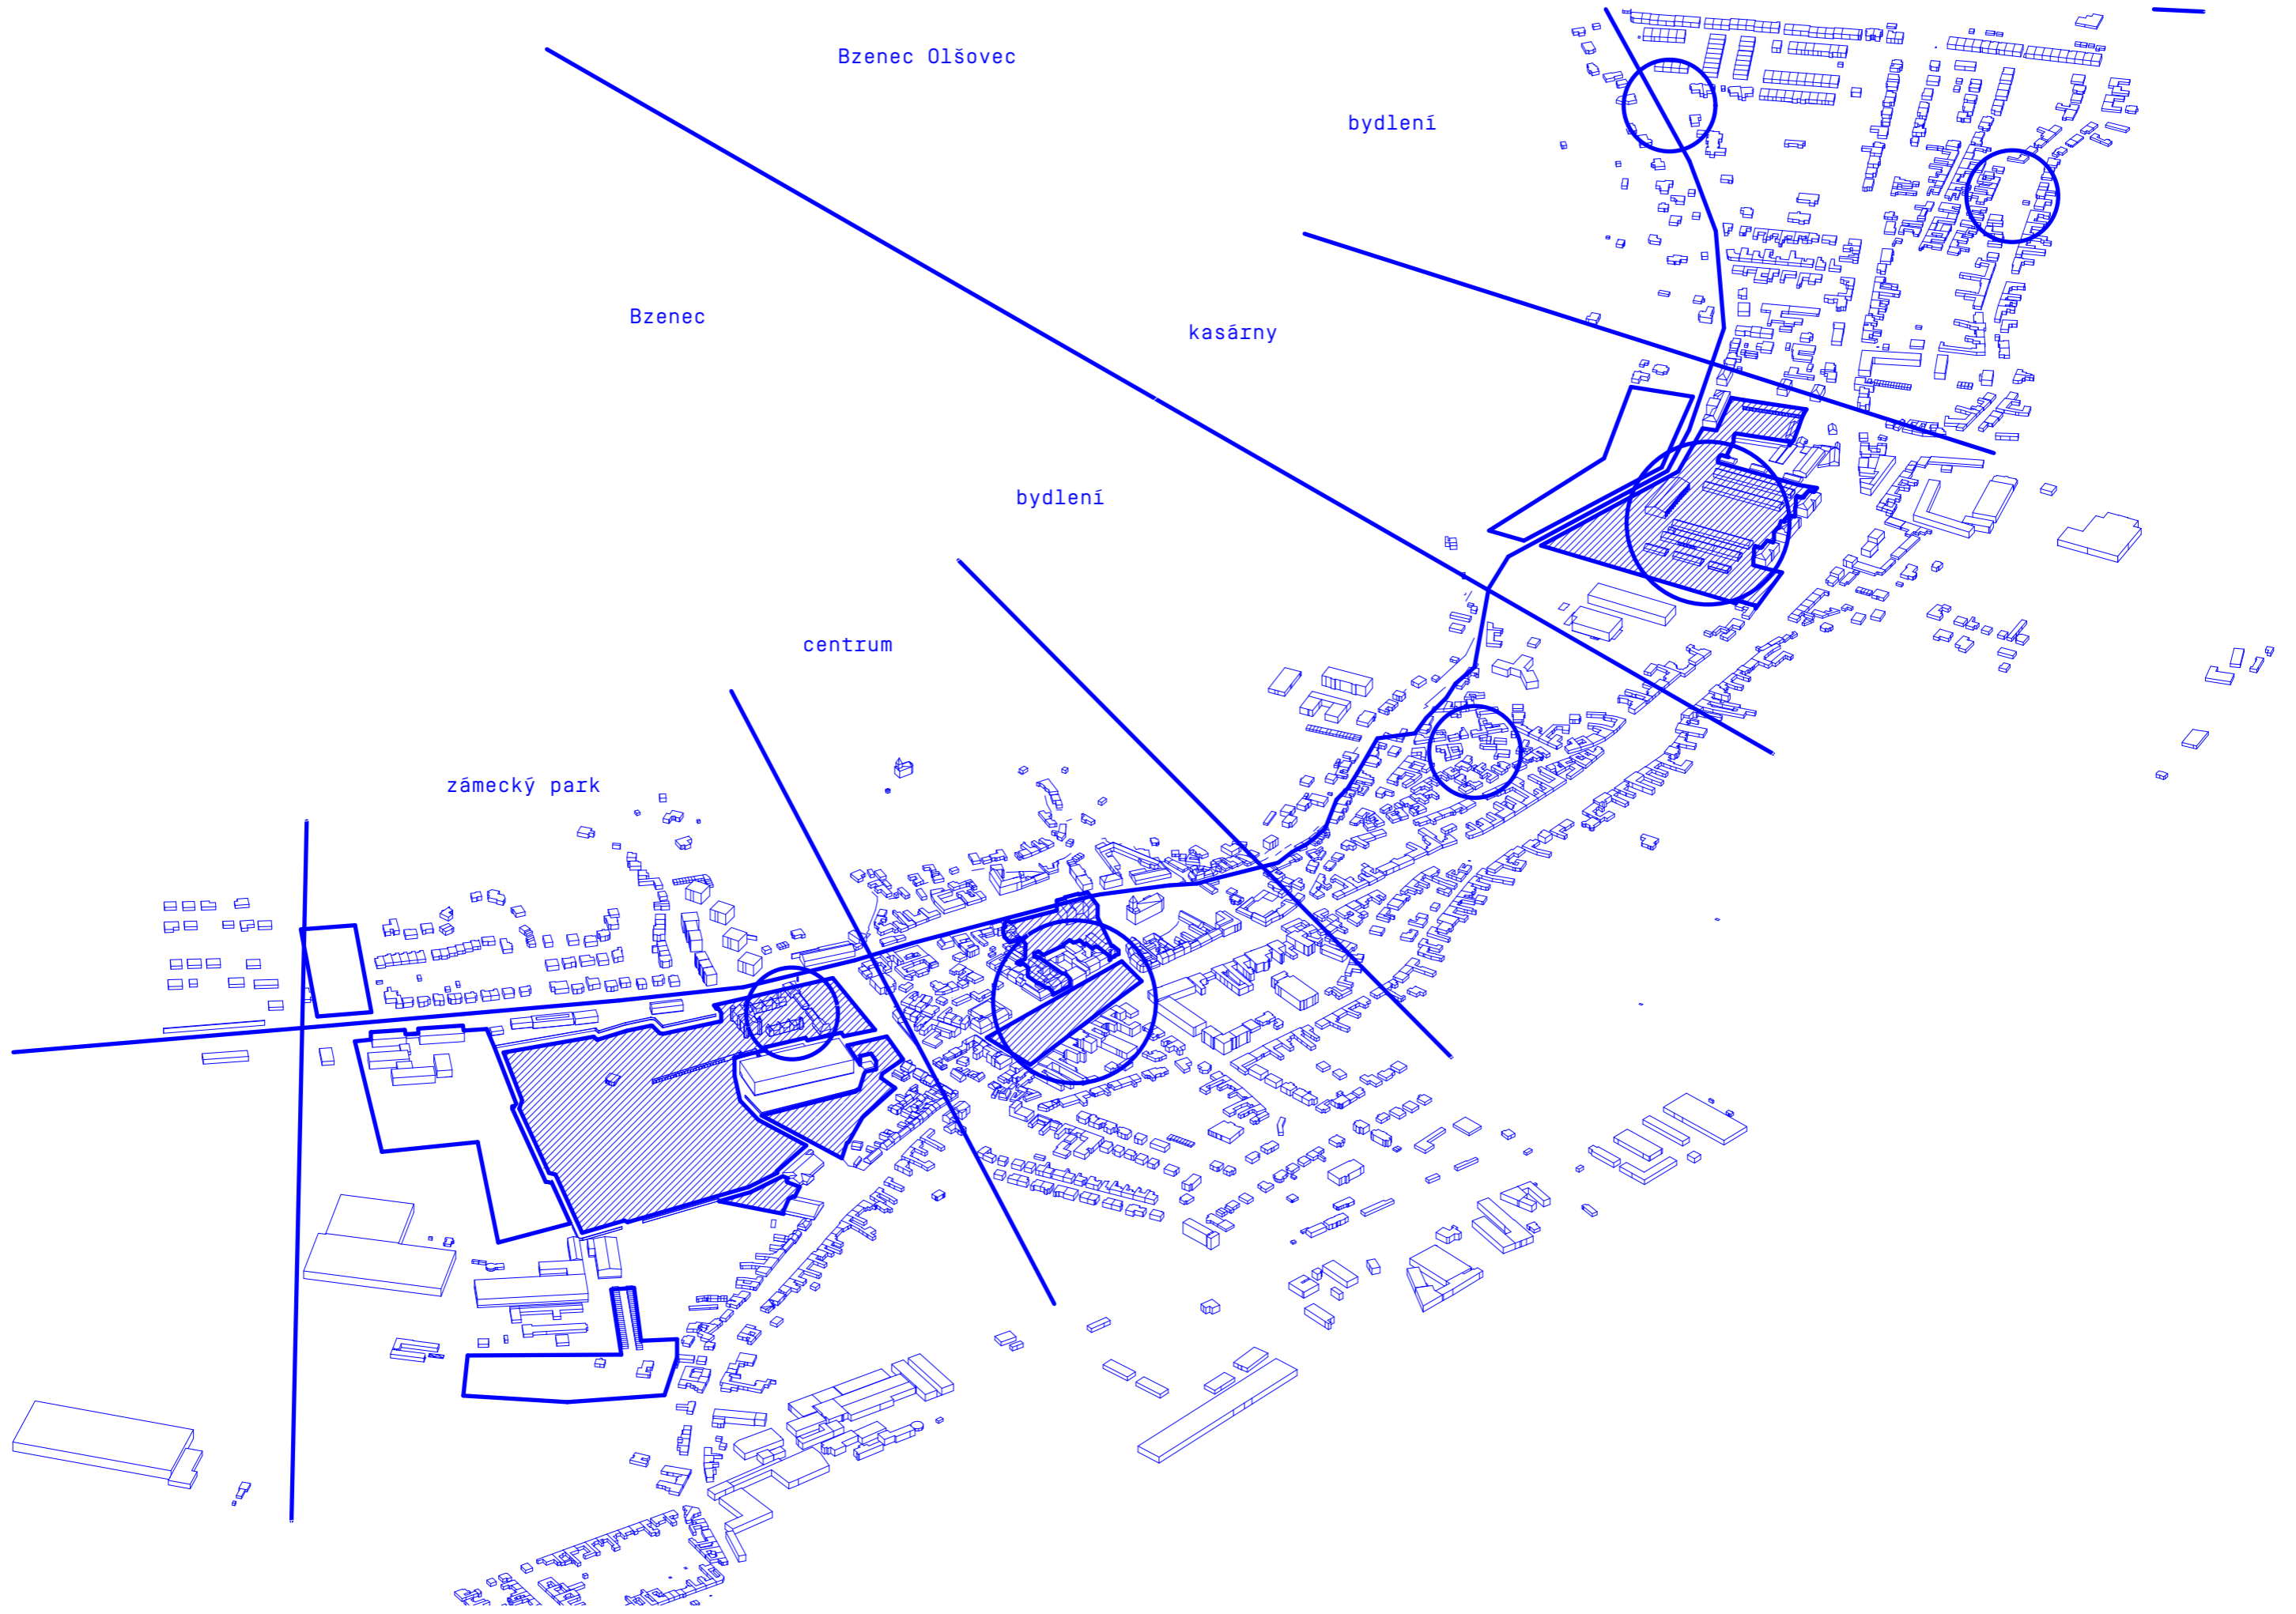 Bzenec Olšovec
bydlení
Bzenec
kasárny
bydlení
centrum
zámecký park